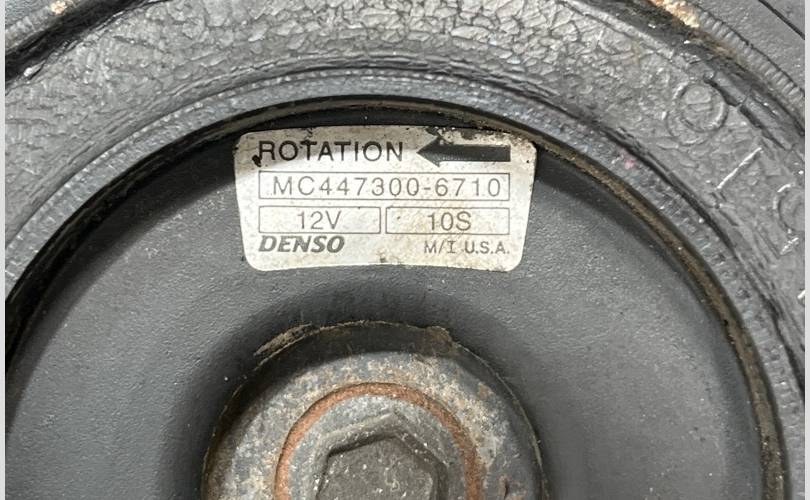 ROTATION
MC447300-6710
12V 10S
DENSO M/I U.S.A.